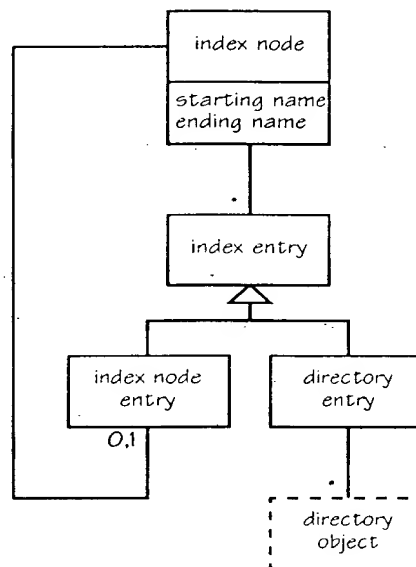 index node
starting name
ending name
*
index entry
index node
entry
directory
entry
0,1
*
directory
object